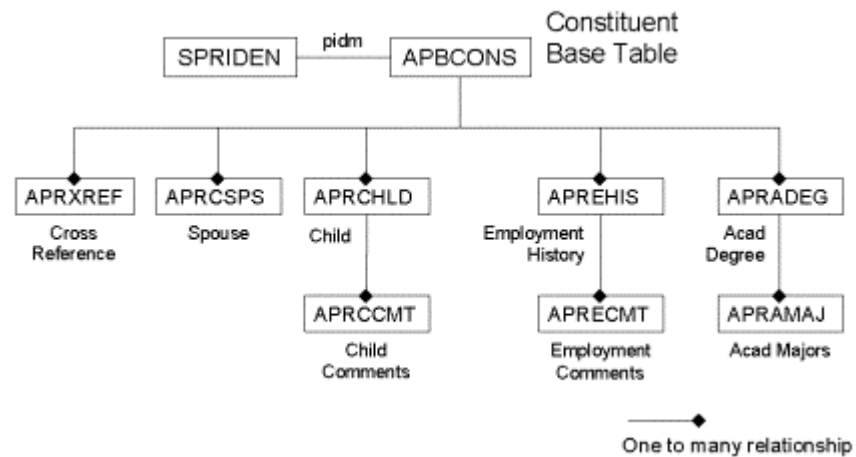 Constituent
Base Table
pidm
SPRIDEN
APBCONS
APRXREF
APRCSPS
APRCHLD
APREHIS
APRADEG
Cross
Reference
Spouse
Child
Employment
History
Acad
Degree
APRCCMT
APRECMT
APRAMAJ
Child
Comments
Employment
Comments
Acad Majors
One to many relationship